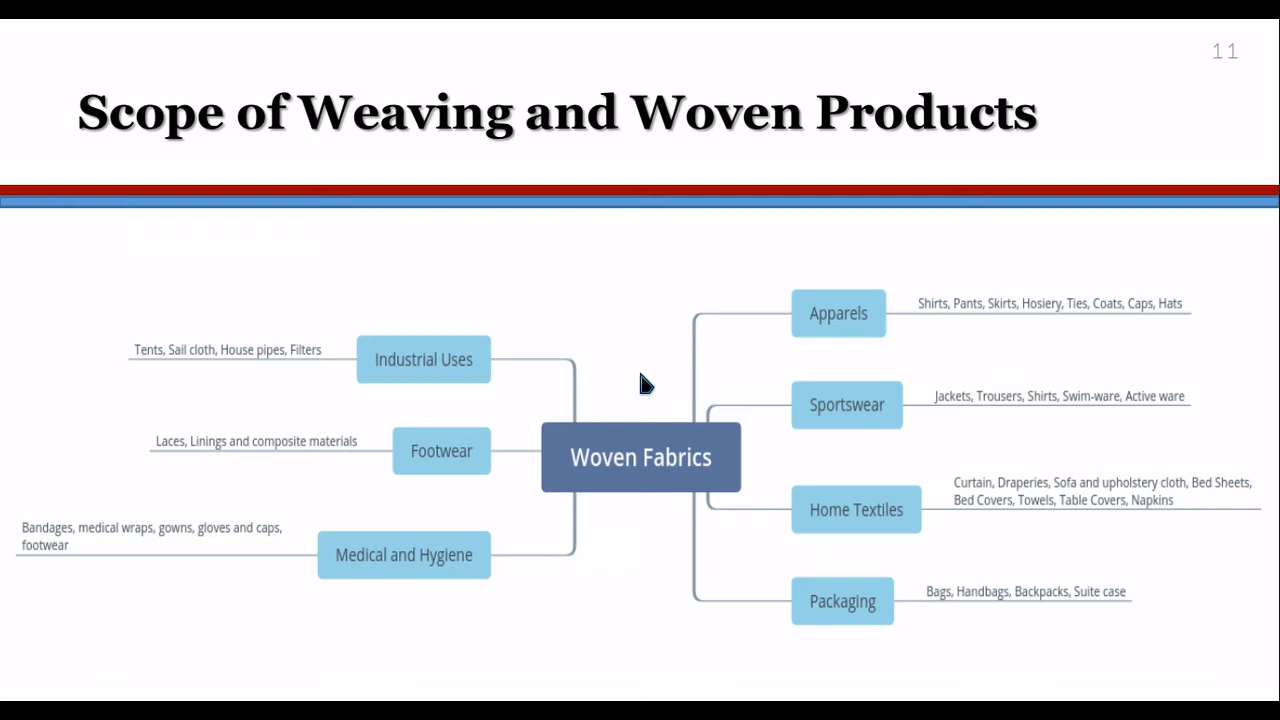 11
Scope of Weaving and Woven Products
Woven Fabrics
Industrial Uses
Tents, Sail cloth, House pipes, Filters
Footwear
Laces, Linings and composite materials
Medical and Hygiene
Bandages, medical wraps, gowns, gloves and caps,
footwear
Apparels
Shirts, Pants, Skirts, Hosiery, Ties, Coats, Caps, Hats
Sportswear
Jackets, Trousers, Shirts, Swim-ware, Active ware
Home Textiles
Curtain, Draperies, Sofa and upholstery cloth, Bed Sheets,
Bed Covers, Towels, Table Covers, Napkins
Packaging
Bags, Handbags, Backpacks, Suite case